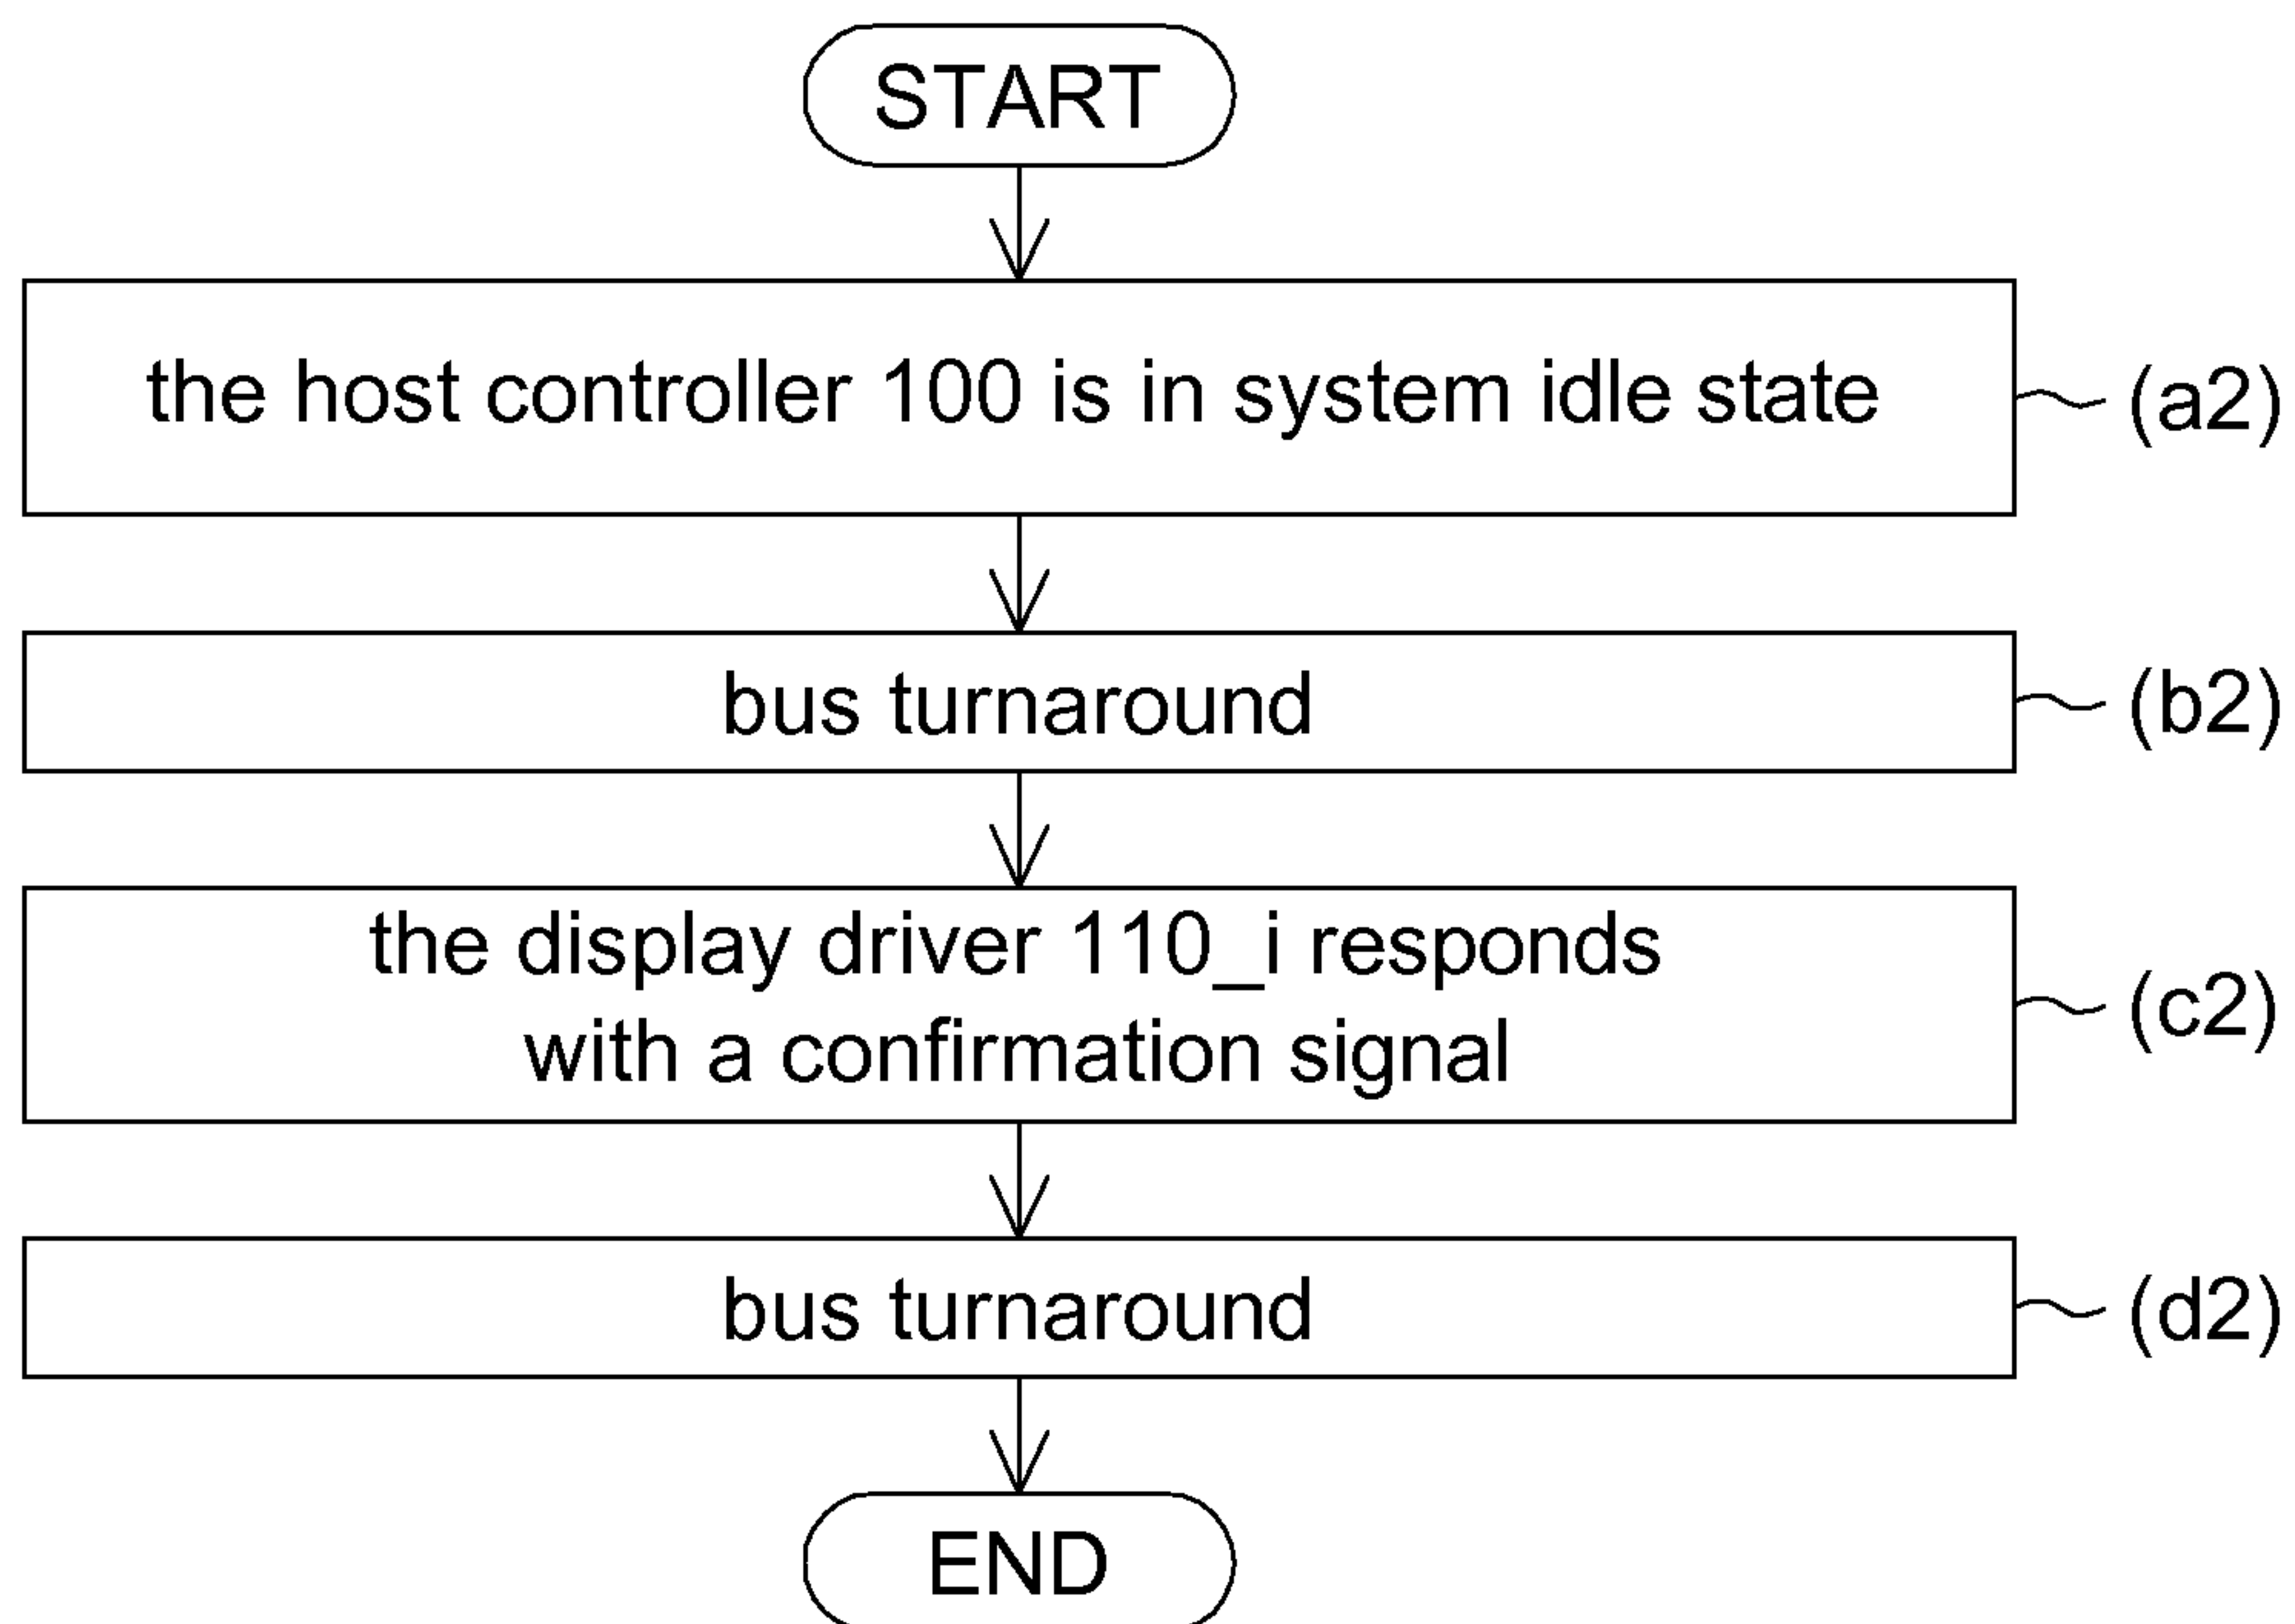 START
the host controller 100 is in system idle state
(a2)
bus turnaround
(b2)
the display driver 110_i responds
with a confirmation signal
(c2)
bus turnaround
(d2)
END